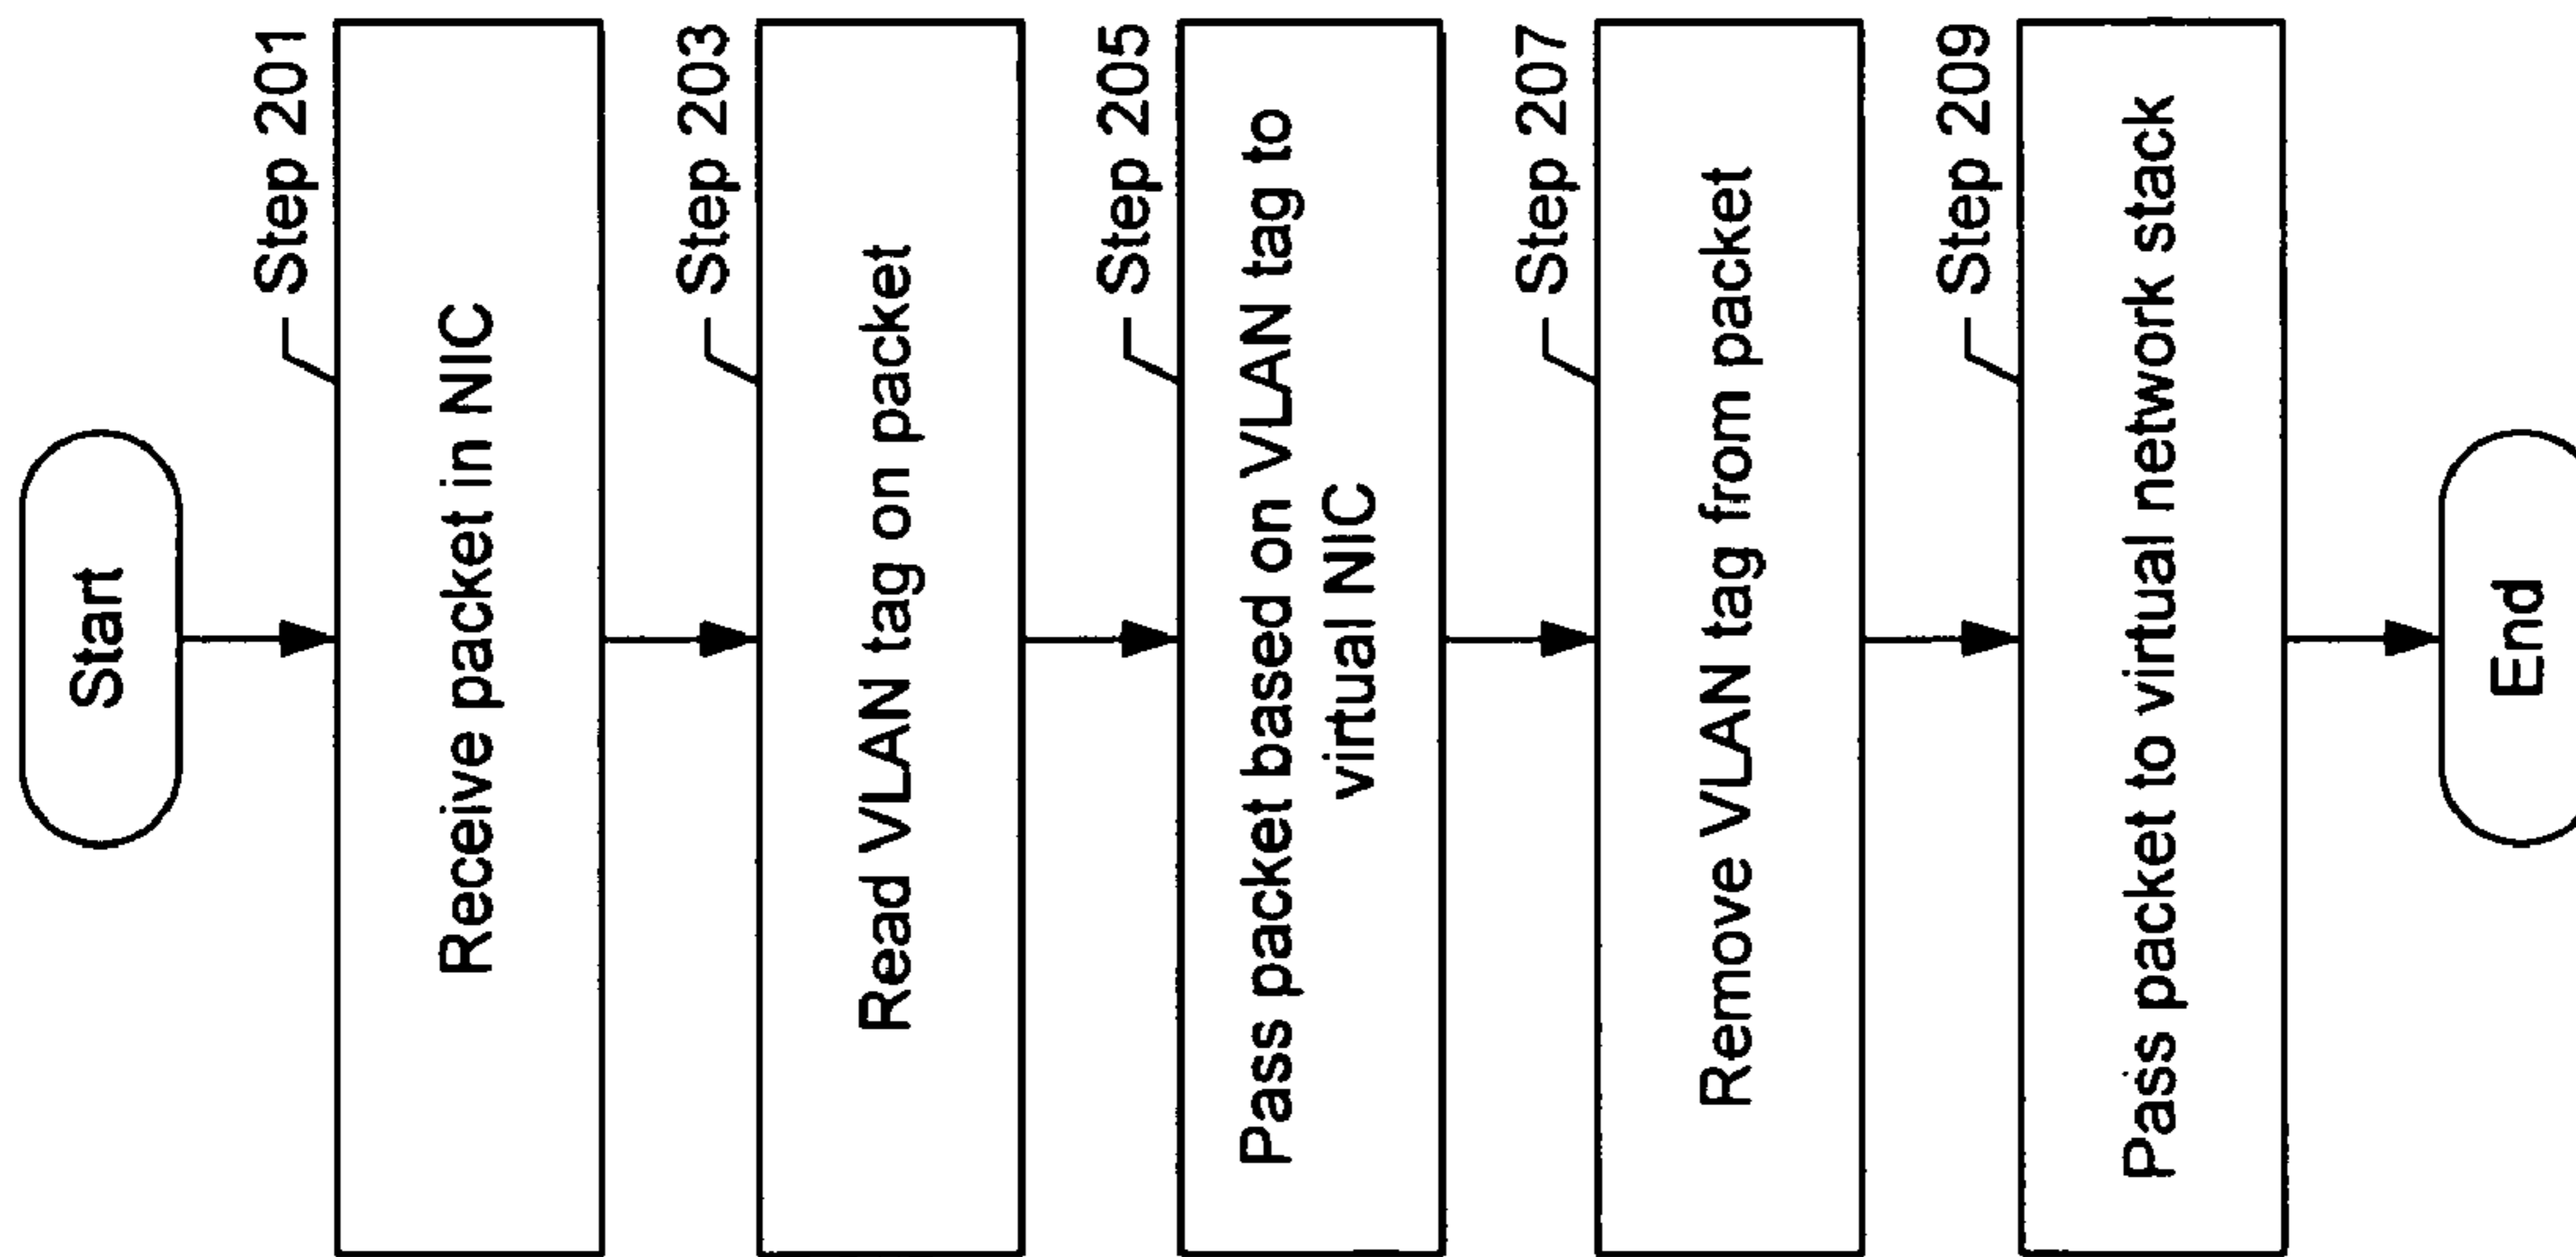 Start
Step 201
Receive packet in NIC
Step 203
Read VLAN tag on packet
Step 205
Pass packet based on VLAN tag to
virtual NIC
Step 207
Remove VLAN tag from packet
Step 209
Pass packet to virtual network stack
End